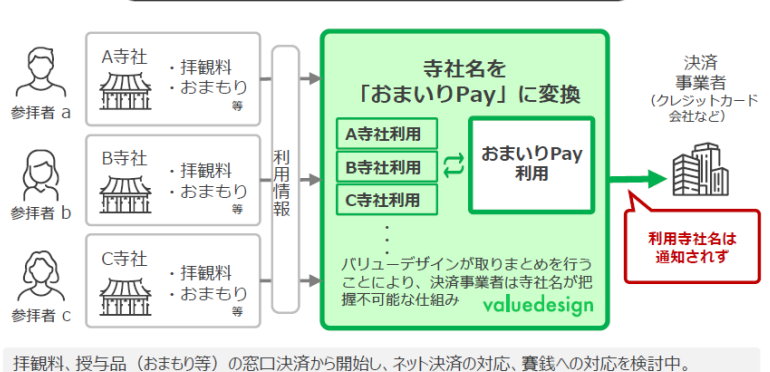 A寺社
・拝観料
・おまもり
等
参拝者 a
B寺社
・拝観料
・おまもり
等
参拝者 b
C寺社
・拝観料
・おまもり
等
参拝者 c
利用情報
寺社名を
「おまいりPay」に変換
A寺社利用
B寺社利用
C寺社利用
・
・
・
おまいりPay
利用
バリューデザインが取りまとめを行う
ことにより、決済事業者は寺社名が把
握不可能な仕組み
valuedesign
決済
事業者
（クレジットカード
会社など）
利用寺社名は
通知されず
拝観料、授与品（おまもり等）の窓口決済から開始し、ネット決済の対応、賽銭への対応を検討中。